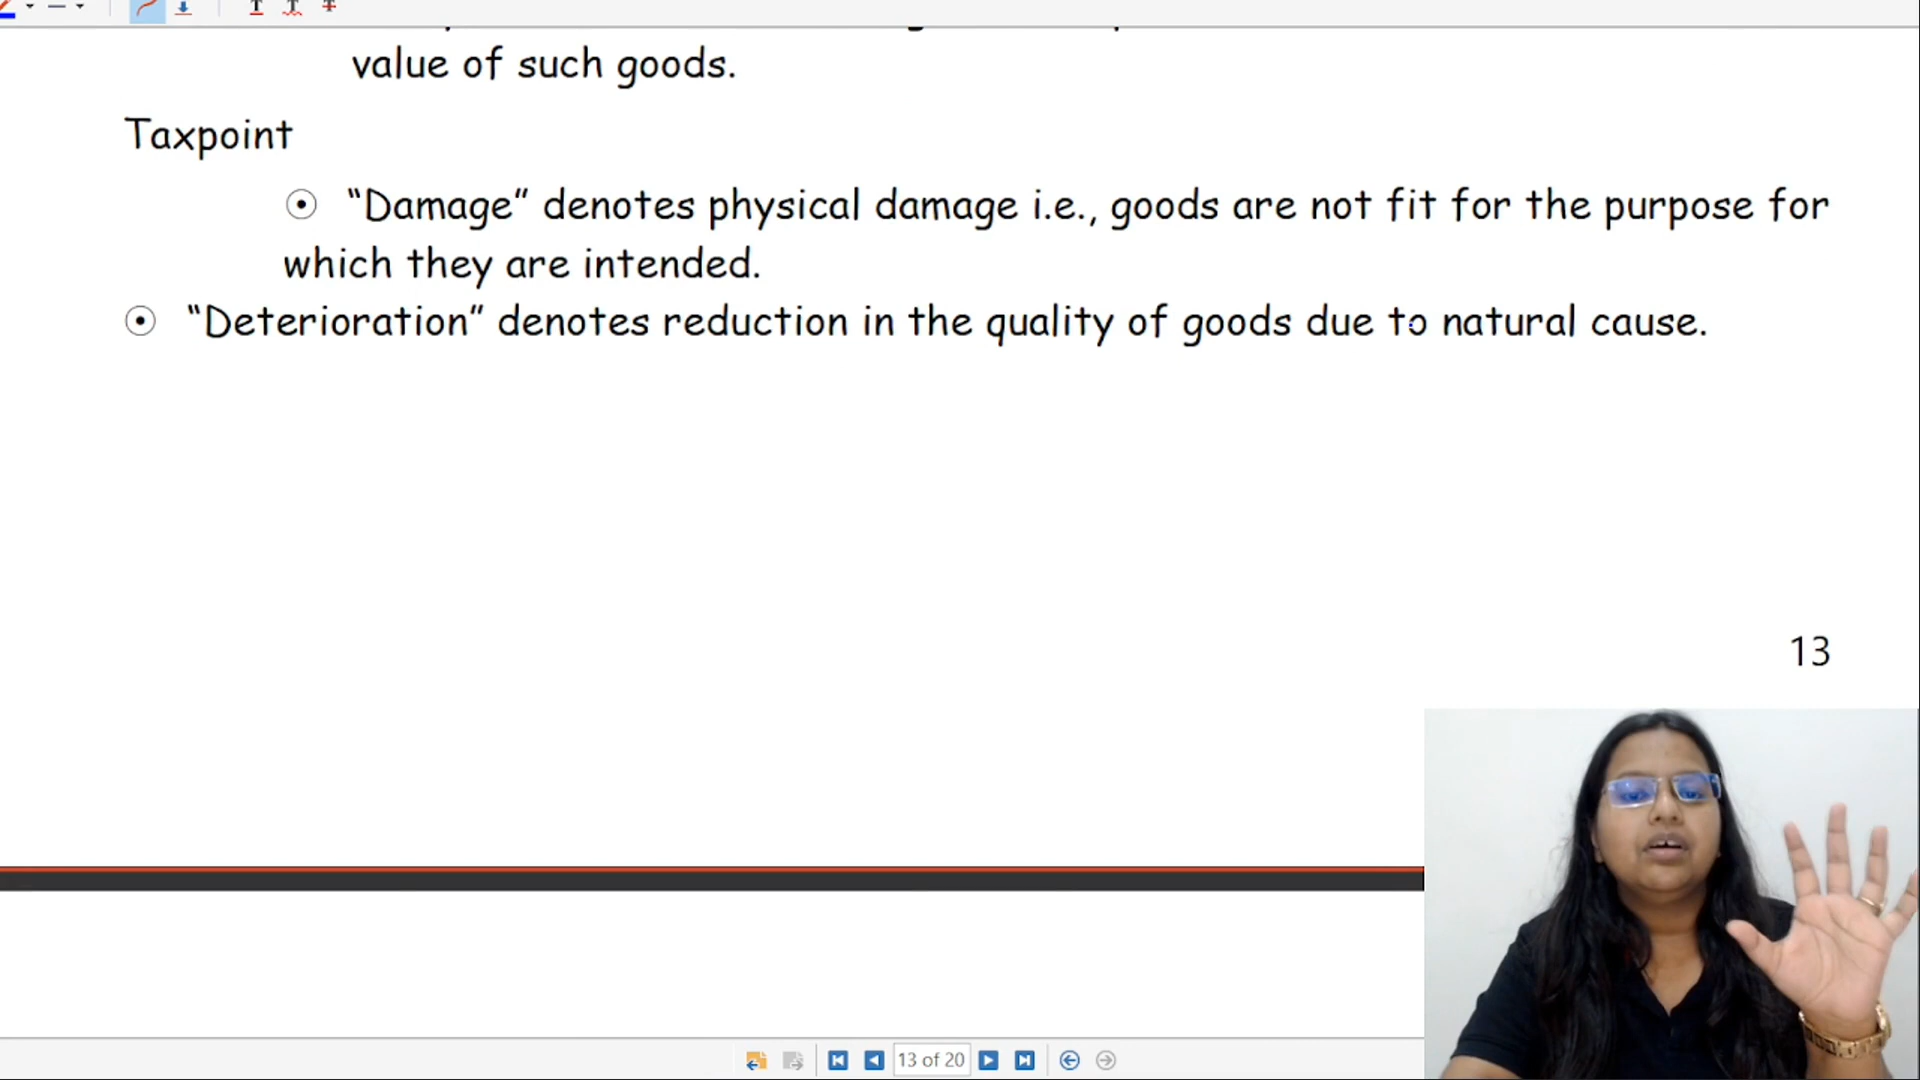 value of such goods.
Taxpoint
“Damage” denotes physical damage i.e., goods are not fit for the purpose for
which they are intended.
“Deterioration” denotes reduction in the quality of goods due to natural cause.
13
13 of 20